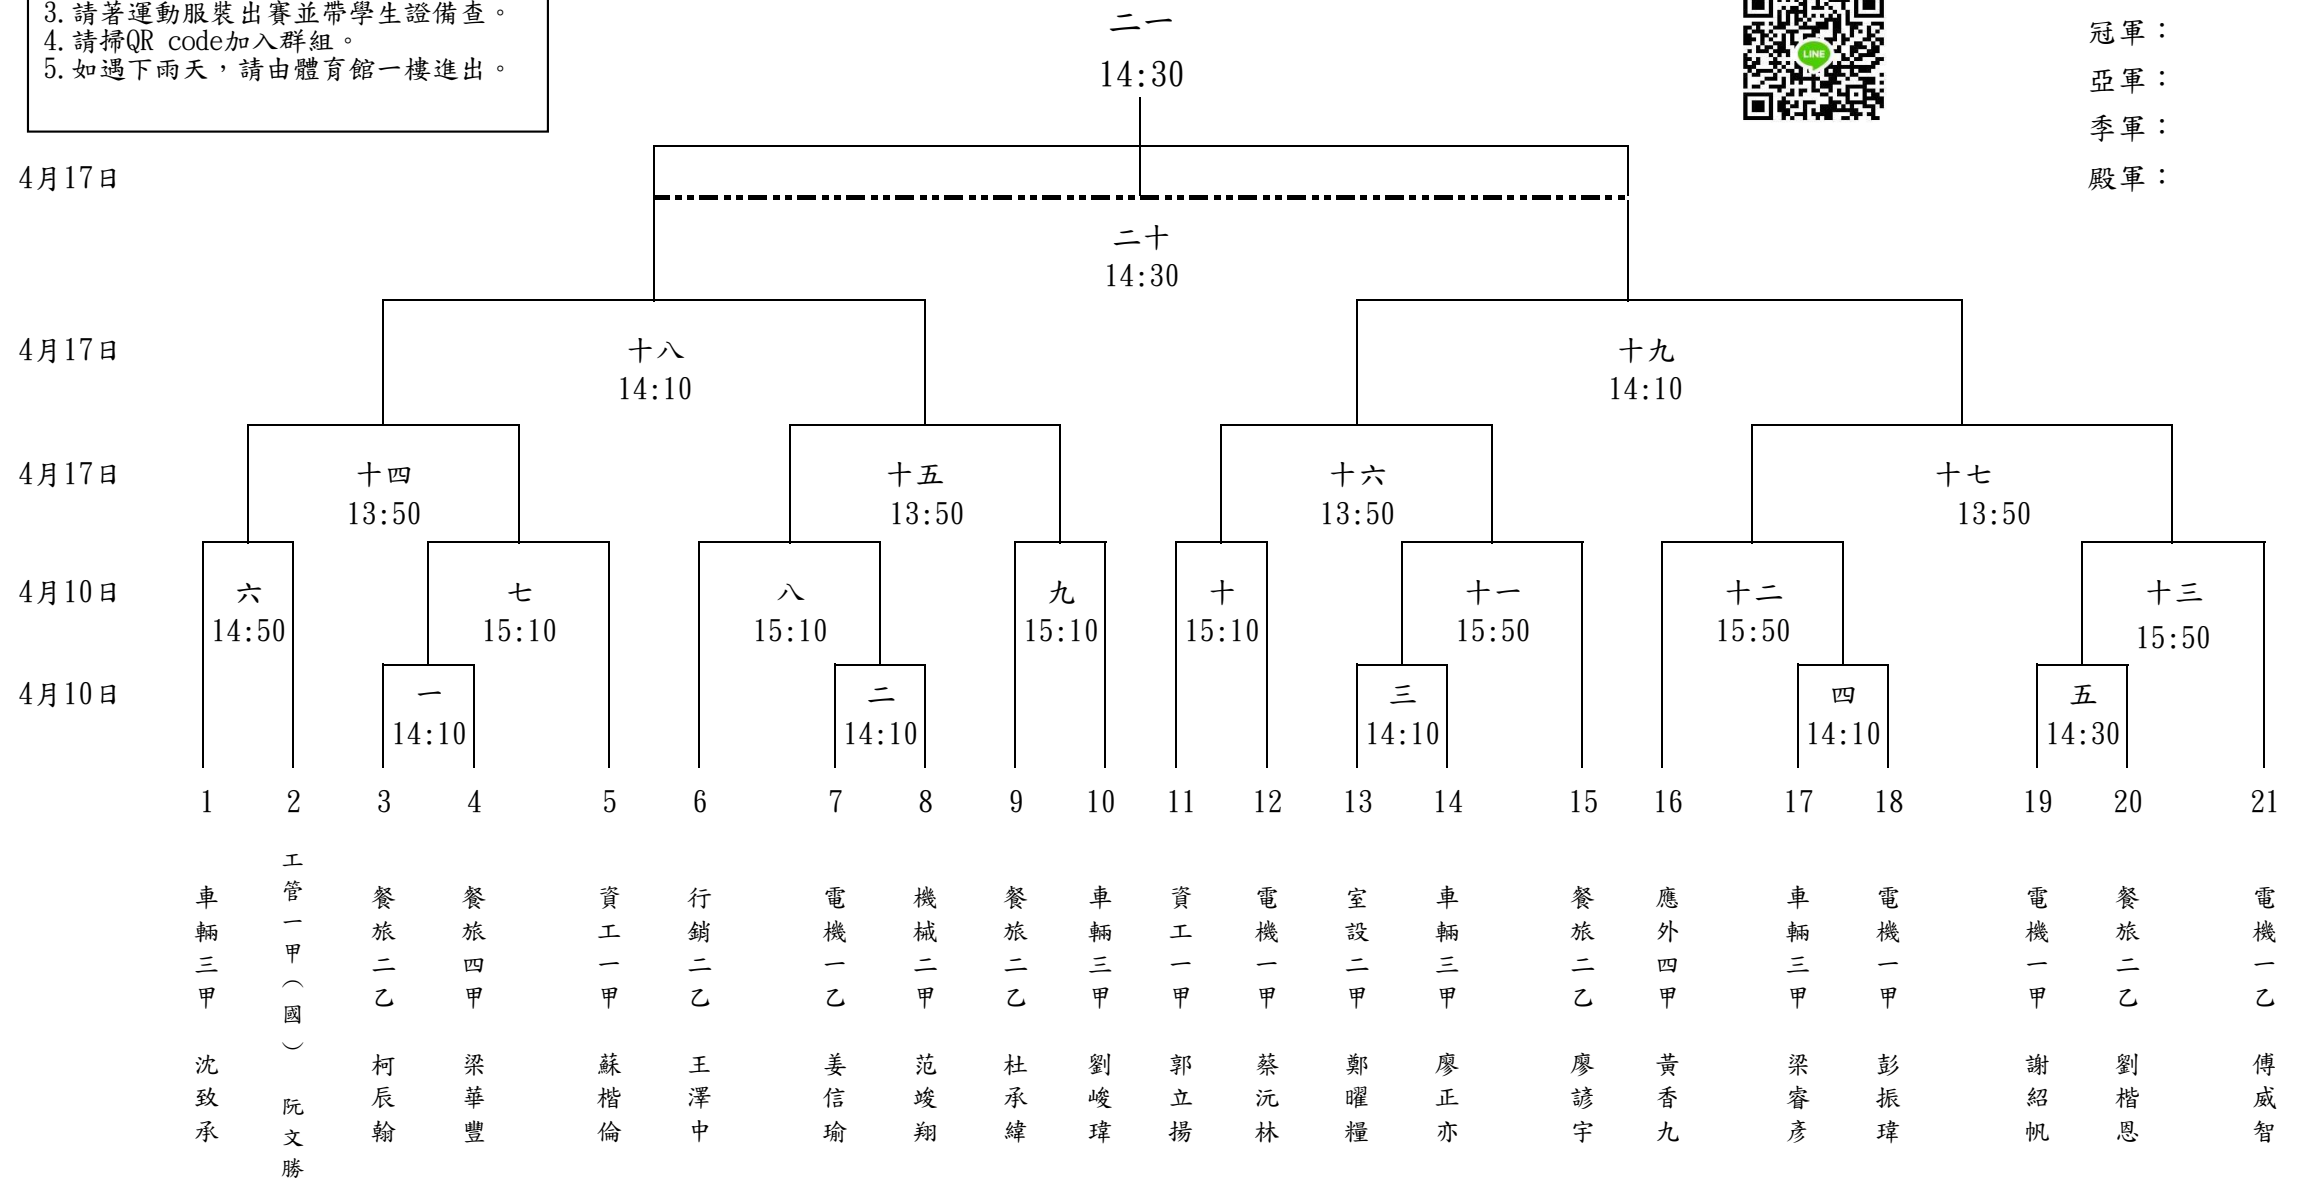 3.請著運動服裝出賽並帶學生證備查。
4.請掃QR code加入群組。
5.如遇下雨天，請由體育館一樓進出。
二一
14:30
LINE
冠軍：
亞軍：
季軍：
殿軍：
4月17日
二十
14:30
4月17日
十八
14:10
十九
14:10
4月17日
十四
13:50
十五
13:50
十六
13:50
十七
13:50
4月10日
六
14:50
七
15:10
八
15:10
九
15:10
十
15:10
十一
15:50
十二
15:50
十三
15:50
4月10日
一
14:10
二
14:10
三
14:10
四
14:10
五
14:30
1 2 3 4 5 6 7 8 9 10 11 12 13 14 15 16 17 18 19 20 21
車輛三甲 沈致承
工管一甲（國） 阮文勝
餐旅二乙 柯辰翰
餐旅四甲 梁華豐
資工一甲 蘇楷倫
行銷二乙 王澤中
電機一乙 姜信瑜
機械二甲 范竣翔
餐旅二乙 杜承緯
車輛三甲 劉峻瑋
資工一甲 郭立揚
電機一甲 蔡沅林
室設二甲 鄭曜糧
車輛三甲 廖正亦
餐旅二乙 廖諺宇
應外四甲 黃香九
車輛三甲 梁睿彥
電機一甲 彭振瑋
電機一甲 謝紹帆
餐旅二乙 劉楷恩
電機一乙 傅威智